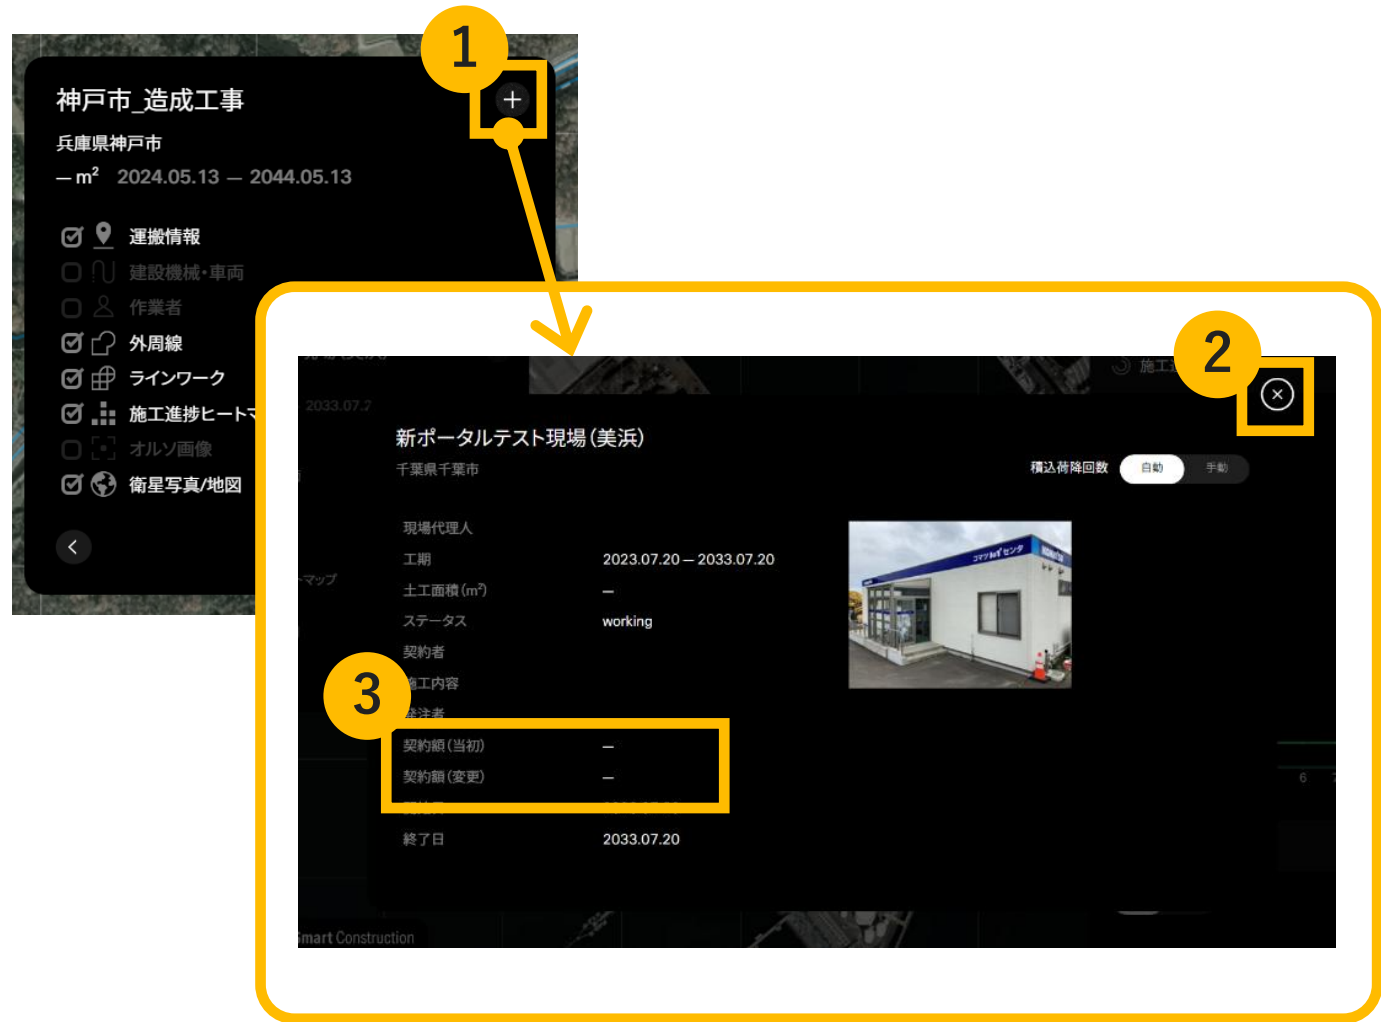 1
神戸市_造成工事
兵庫県神戸市
— m² 2024.05.13 — 2044.05.13
運搬情報
建設機械・車両
作業者
外周線
ラインワーク
施工進捗ヒートマ
オルソ画像
衛星写真/地図
2
2033.07.2
新ポータルテスト現場(美浜)
千葉県千葉市
積込荷降回数 自動 手動
現場代理人
工期 2023.07.20 — 2033.07.20
土工面積(m²) —
ステータス working
契約者
3
施工内容
発注者
契約額(当初) —
契約額(変更) —
終了日 2033.07.20
トマップ
6 7
Smart Construction